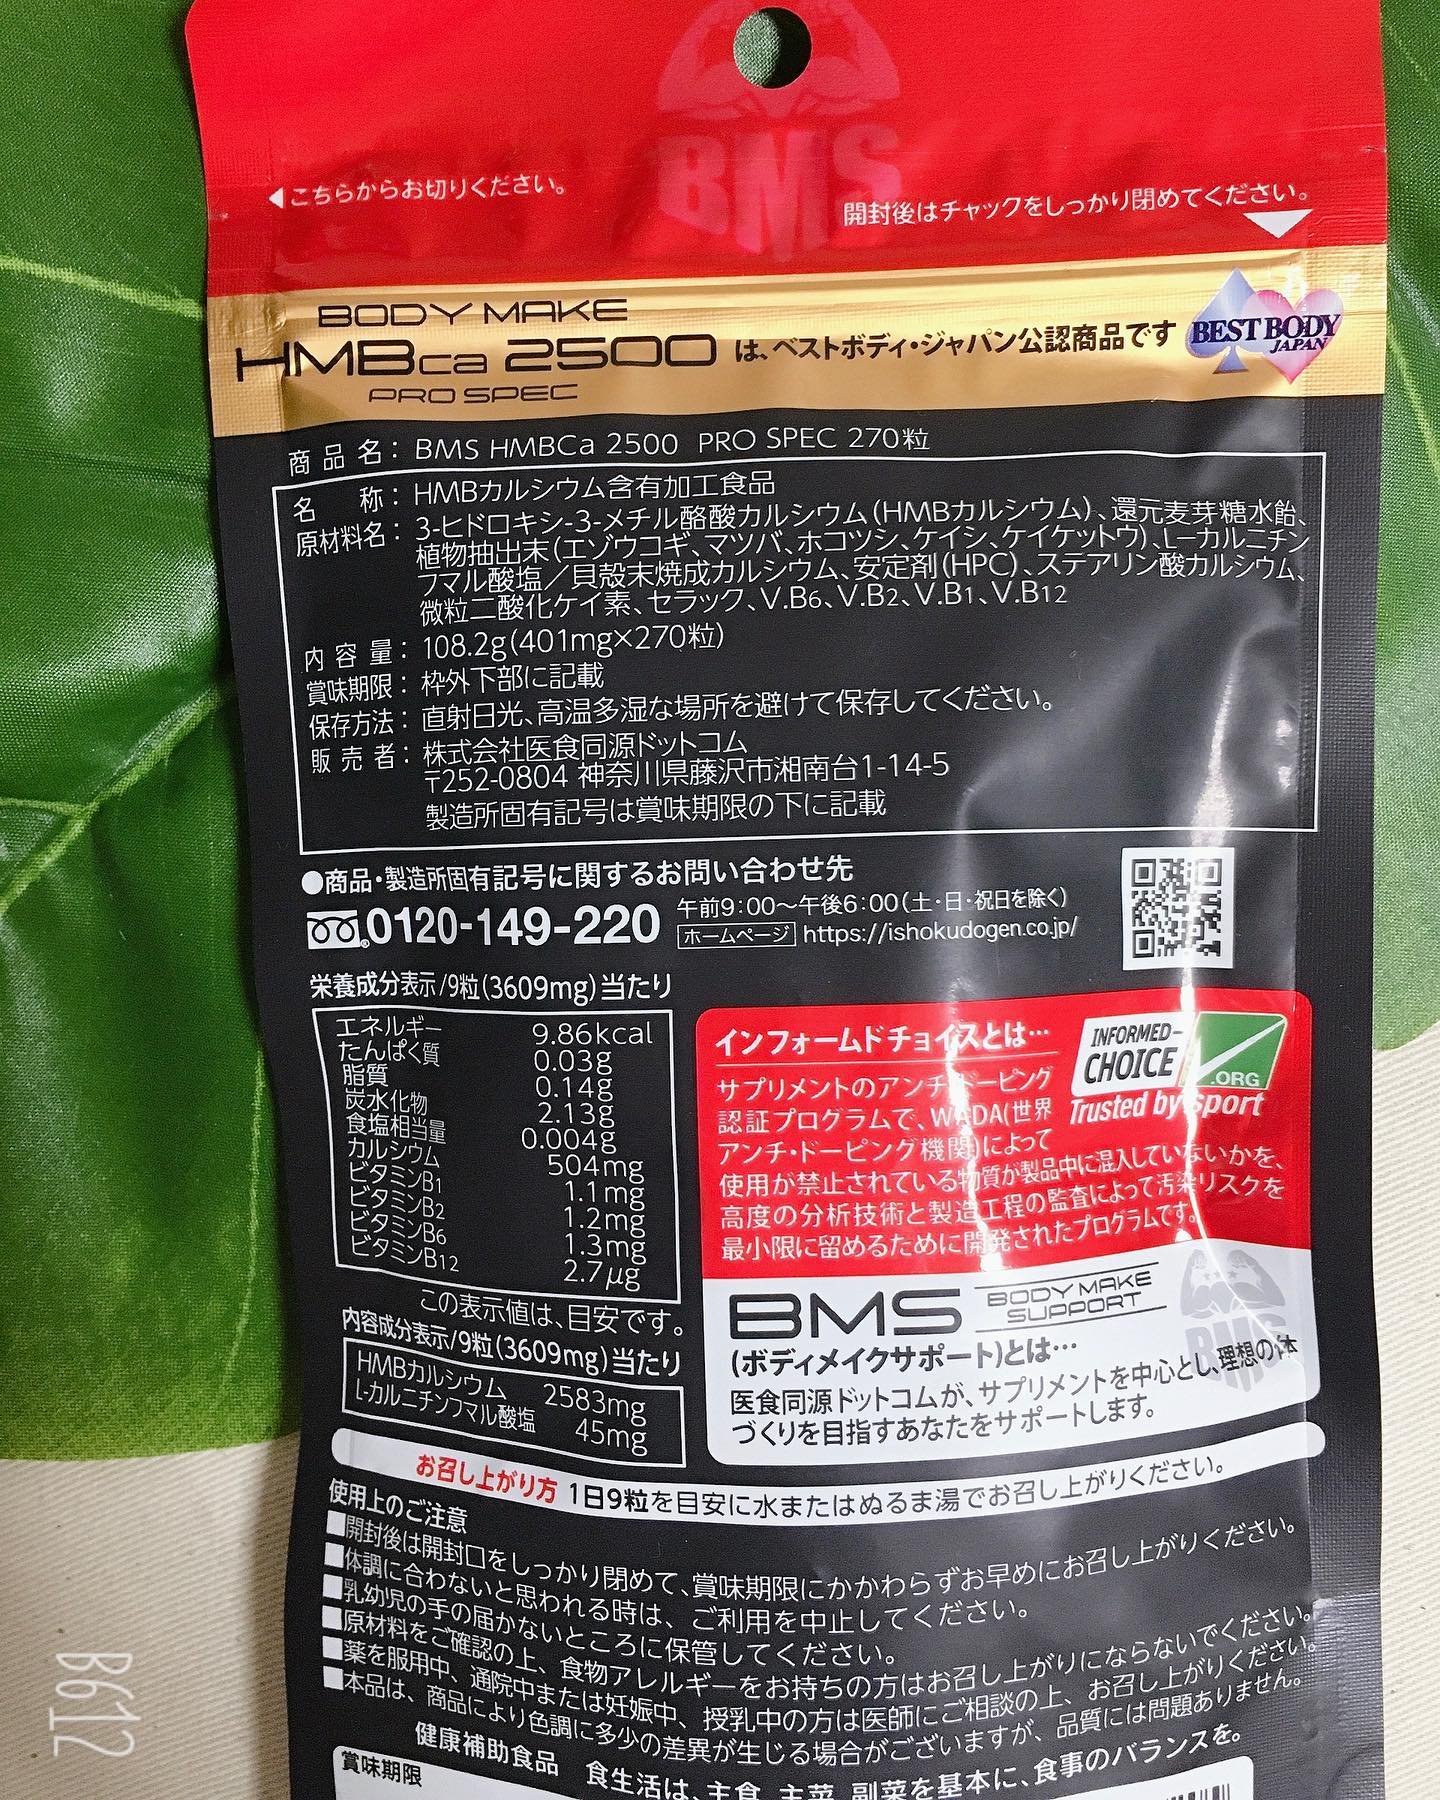 BMS
◀こちらからお切りください。
開封後はチャックをしっかり閉めてください。
BODY MAKE
HMBca 2500
PRO SPEC
は、ベストボディ・ジャパン公認商品です
BEST BODY
JAPAN
商品名：BMS HMBCa 2500 PRO SPEC 270粒
名称：HMBカルシウム含有加工食品
原材料名：3-ヒドロキシ-3-メチル酪酸カルシウム(HMBカルシウム)、還元麦芽糖水飴、
植物抽出末(エゾウコギ、マツバ、ホコツシ、ケイシ、ケイケットウ)、L-カルニチン
フマル酸塩／貝殻末焼成カルシウム、安定剤(HPC)、ステアリン酸カルシウム、
微粒二酸化ケイ素、セラック、V.B6、V.B2、V.B1、V.B12
内容量：108.2g(401mg×270粒)
賞味期限：枠外下部に記載
保存方法：直射日光、高温多湿な場所を避けて保存してください。
販売者：株式会社医食同源ドットコム
〒252-0804 神奈川県藤沢市湘南台1-14-5
製造所固有記号は賞味期限の下に記載
●商品・製造所固有記号に関するお問い合わせ先
0120-149-220
午前9:00～午後6:00(土・日・祝日を除く)
ホームページ https://ishokudogen.co.jp/
栄養成分表示/9粒(3609mg)当たり
エネルギー 9.86kcal
たんぱく質 0.03g
脂質 0.14g
炭水化物 2.13g
食塩相当量 0.004g
カルシウム 504mg
ビタミンB1 1.1mg
ビタミンB2 1.2mg
ビタミンB6 1.3mg
ビタミンB12 2.7μg
この表示値は、目安です。
内容成分表示/9粒(3609mg)当たり
HMBカルシウム 2583mg
L-カルニチンフマル酸塩 45mg
インフォームドチョイスとは…
INFORMED-
CHOICE
.ORG
Trusted by sport
サプリメントのアンチ・ドーピング
認証プログラムで、WADA(世界
アンチ・ドーピング機関)によって
使用が禁止されている物質が製品中に混入していないかを、
高度の分析技術と製造工程の監査によって汚染リスクを
最小限に留めるために開発されたプログラムです。
BMS
BODY MAKE
SUPPORT
BMS
(ボディメイクサポート)とは…
医食同源ドットコムが、サプリメントを中心とし、理想の体
づくりを目指すあなたをサポートします。
お召し上がり方 1日9粒を目安に水またはぬるま湯でお召し上がりください。
使用上のご注意
■開封後は開封口をしっかり閉めて、賞味期限にかかわらずお早めにお召し上がりください。
■体調に合わないと思われる時は、ご利用を中止してください。
■乳幼児の手の届かないところに保管してください。
■原材料をご確認の上、食物アレルギーをお持ちの方はお召し上がりにならないでください。
■薬を服用中、通院中または妊娠中、授乳中の方は医師にご相談の上、お召し上がりください。
■本品は、商品により色調に多少の差異が生じる場合がございますが、品質には問題ありません。
健康補助食品 食生活は、主食、主菜、副菜を基本に、食事のバランスを。
賞味期限
B612